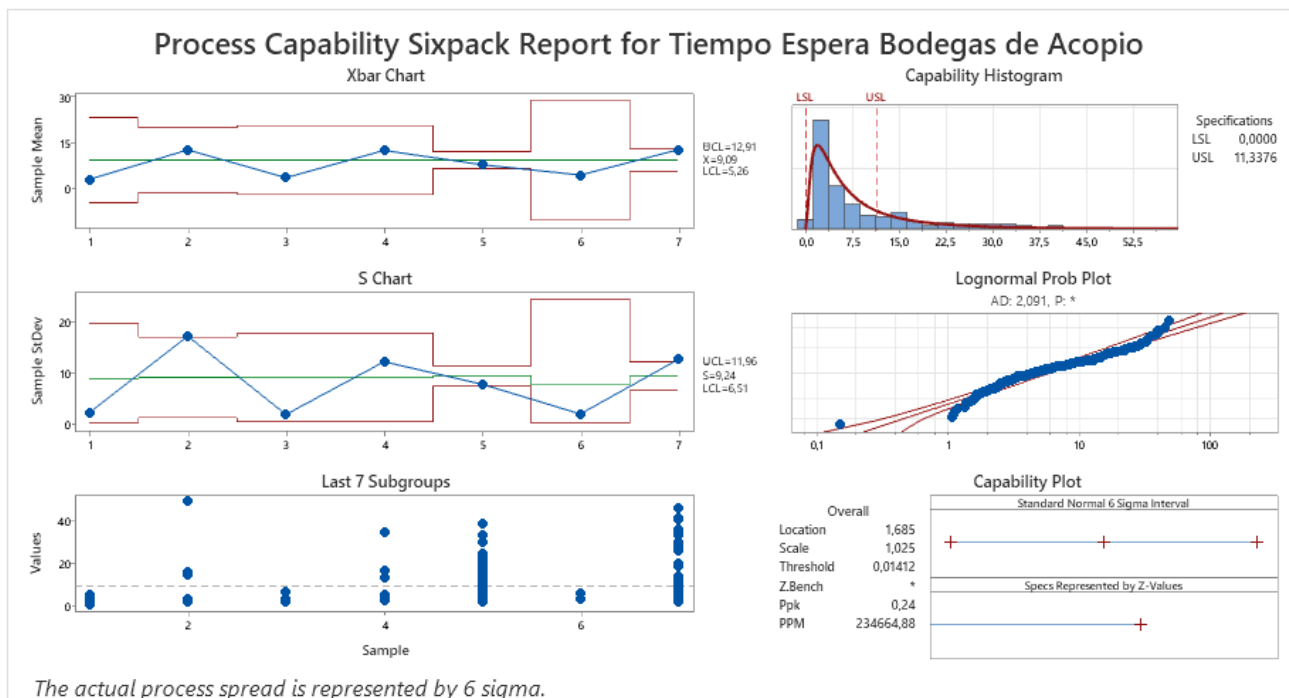 Process Capability Sixpack Report for Tiempo Espera Bodegas de Acopio
Xbar Chart
Sample Mean
30
15
0
1 2 3 4 5 6 7
UCL=12,91
X=9,09
LCL=5,26
S Chart
Sample StDev
20
10
0
1 2 3 4 5 6 7
UCL=11,96
S=9,24
LCL=6,51
Last 7 Subgroups
Values
40
20
0
2 4 6
Sample
Capability Histogram
LSL USL
0,0 7,5 15,0 22,5 30,0 37,5 45,0 52,5
Specifications
LSL 0,0000
USL 11,3376
Lognormal Prob Plot
AD: 2,091, P: *
0,1 1 10 100
Capability Plot
Overall
Location 1,685
Scale 1,025
Threshold 0,01412
Z.Bench *
Ppk 0,24
PPM 234664,88
Standard Normal 6 Sigma Interval
Specs Represented by Z-Values
The actual process spread is represented by 6 sigma.